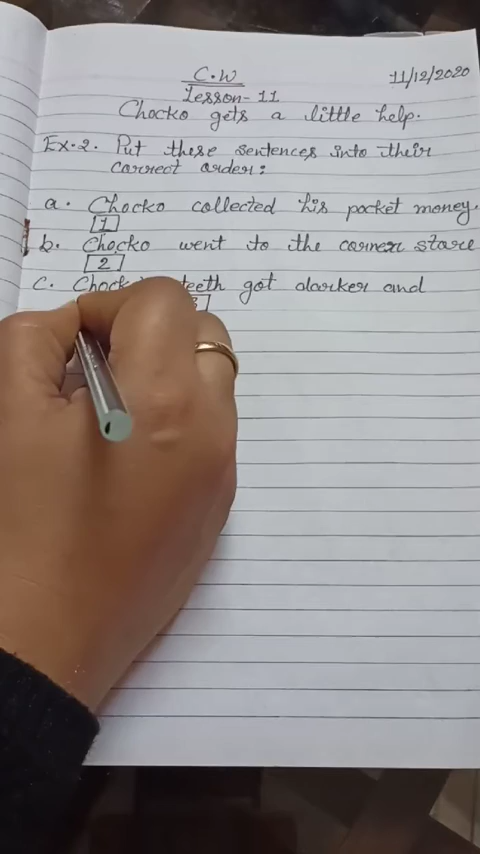 C.W
11/12/2020
Lesson-11
Chocko gets a little help.
Ex.2. Put these sentences into their
correct order:
a. Chocko collected his pocket money.
1
b. Chocko went to the corner store
2
c. teeth got darker and